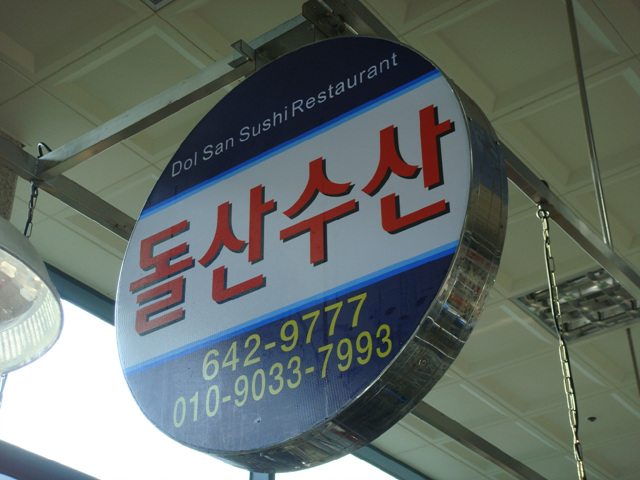 Dol San Sushi Restaurant
돌산수산
642-9777
010-9033-7993